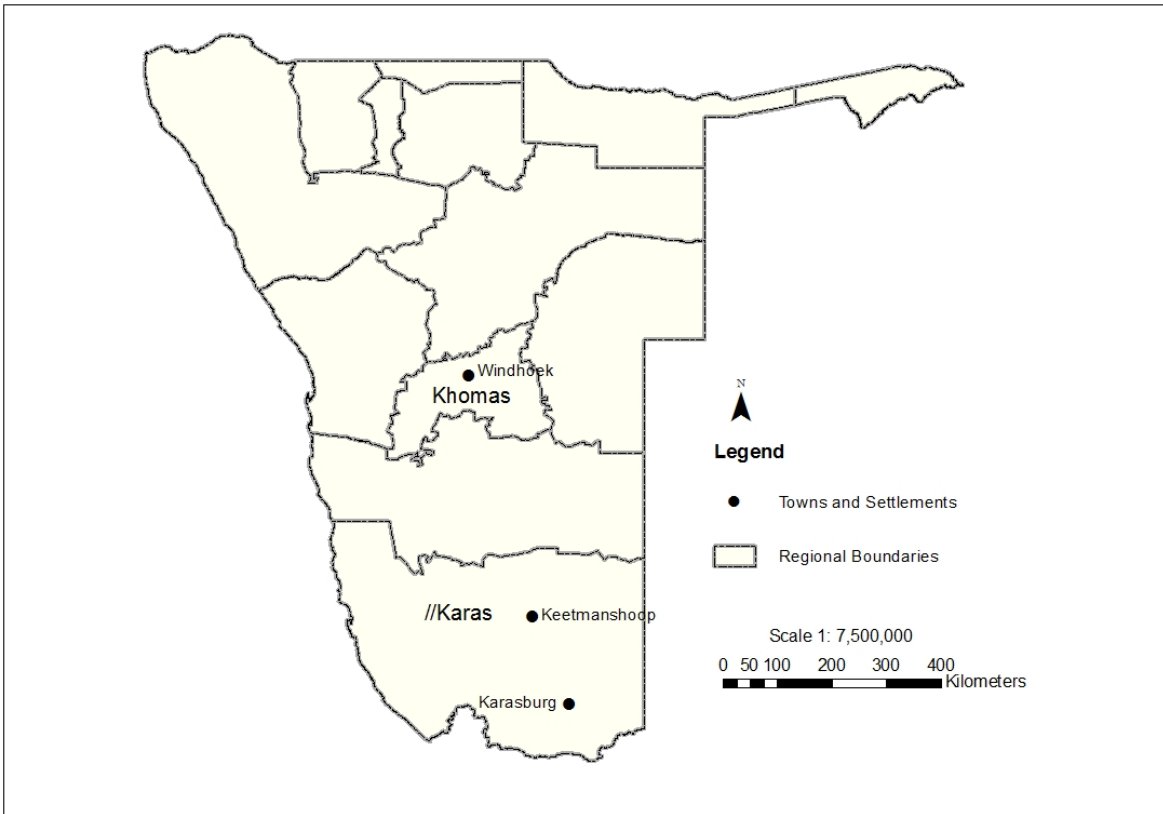 Windhoek
Khomas
N
Legend
Towns and Settlements
Regional Boundaries
//Karas
Keetmanshoop
Scale 1: 7,500,000
0 50 100 200 300 400
Kilometers
Karasburg